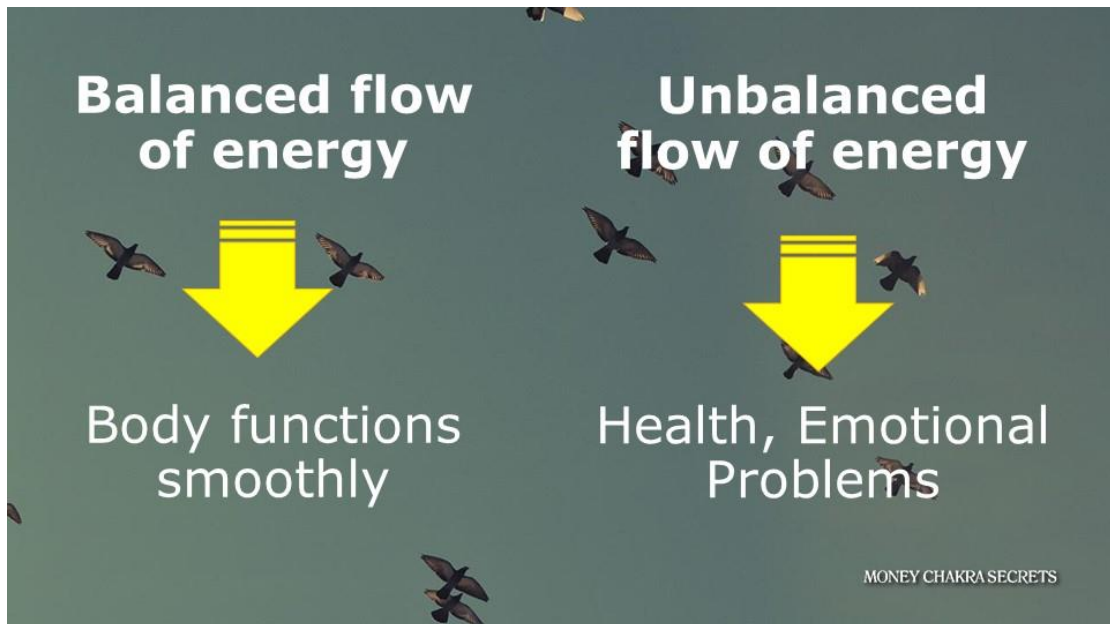 Balanced flow
of energy
Body functions
smoothly
Unbalanced
flow of energy
Health, Emotional
Problems
MONEY CHAKRA SECRETS